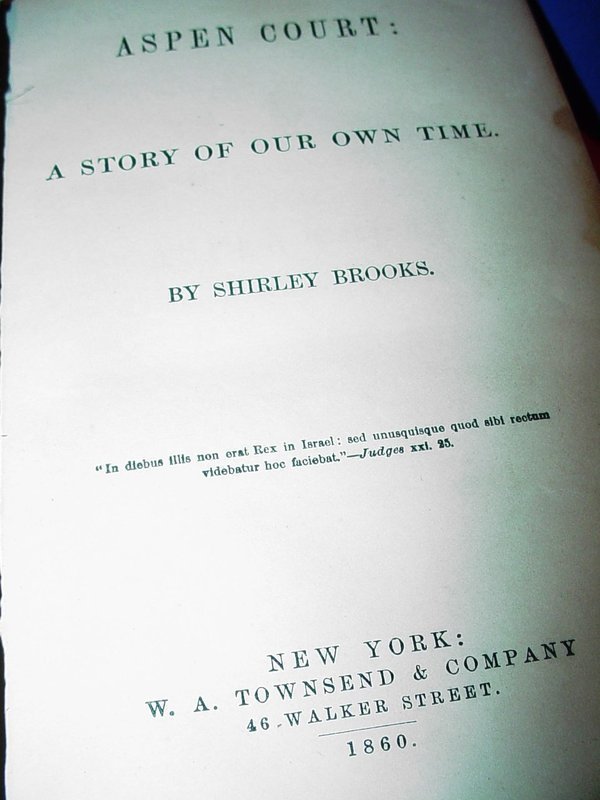 ASPEN COURT:
A STORY OF OUR OWN TIME.
BY SHIRLEY BROOKS.
"In diebus illis non erat Rex in Israel: sed unusquisque quod sibi rectum
videbatur hoc faciebat."—Judges xxi. 25.
NEW YORK:
W. A. TOWNSEND & COMPANY
46 WALKER STREET.
1860.